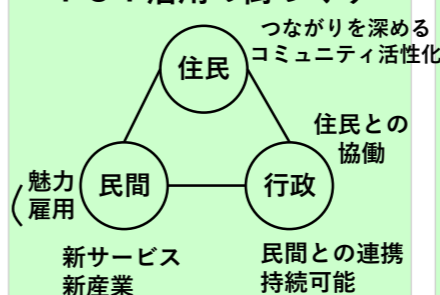 つながりを深める
コミュニティ活性化
住民
住民との
協働
魅力
雇用
民間
行政
新サービス
新産業
民間との連携
持続可能